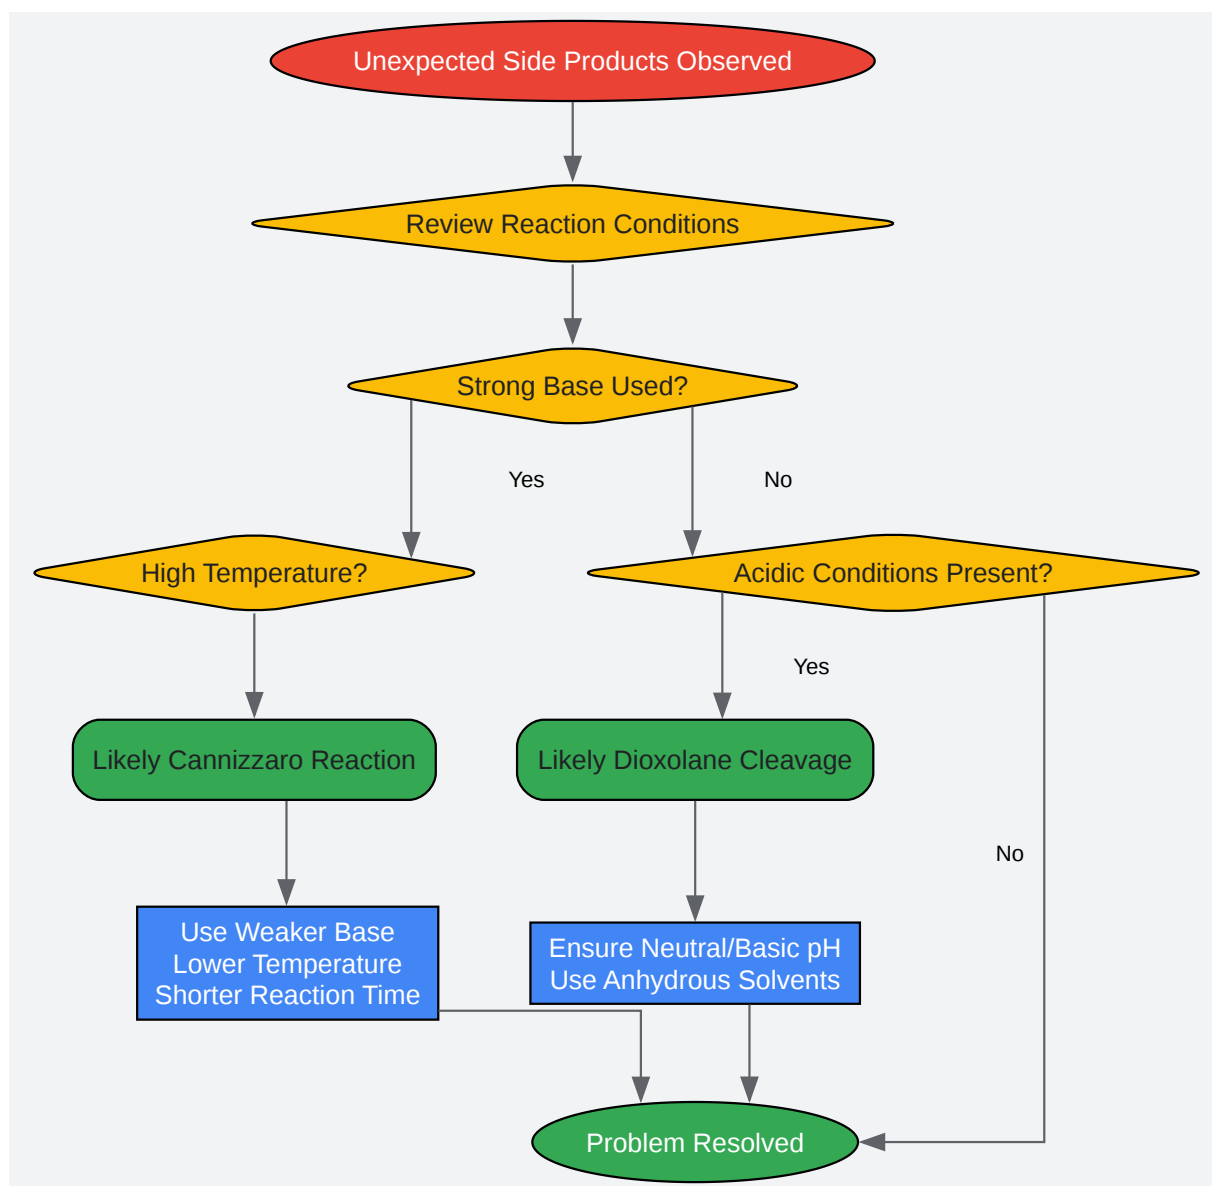 Unexpected Side Products Observed
Review Reaction Conditions
Strong Base Used?
Yes
No
High Temperature?
Acidic Conditions Present?
Yes
Likely Cannizzaro Reaction
Likely Dioxolane Cleavage
No
Use Weaker Base
Lower Temperature
Shorter Reaction Time
Ensure Neutral/Basic pH
Use Anhydrous Solvents
Problem Resolved